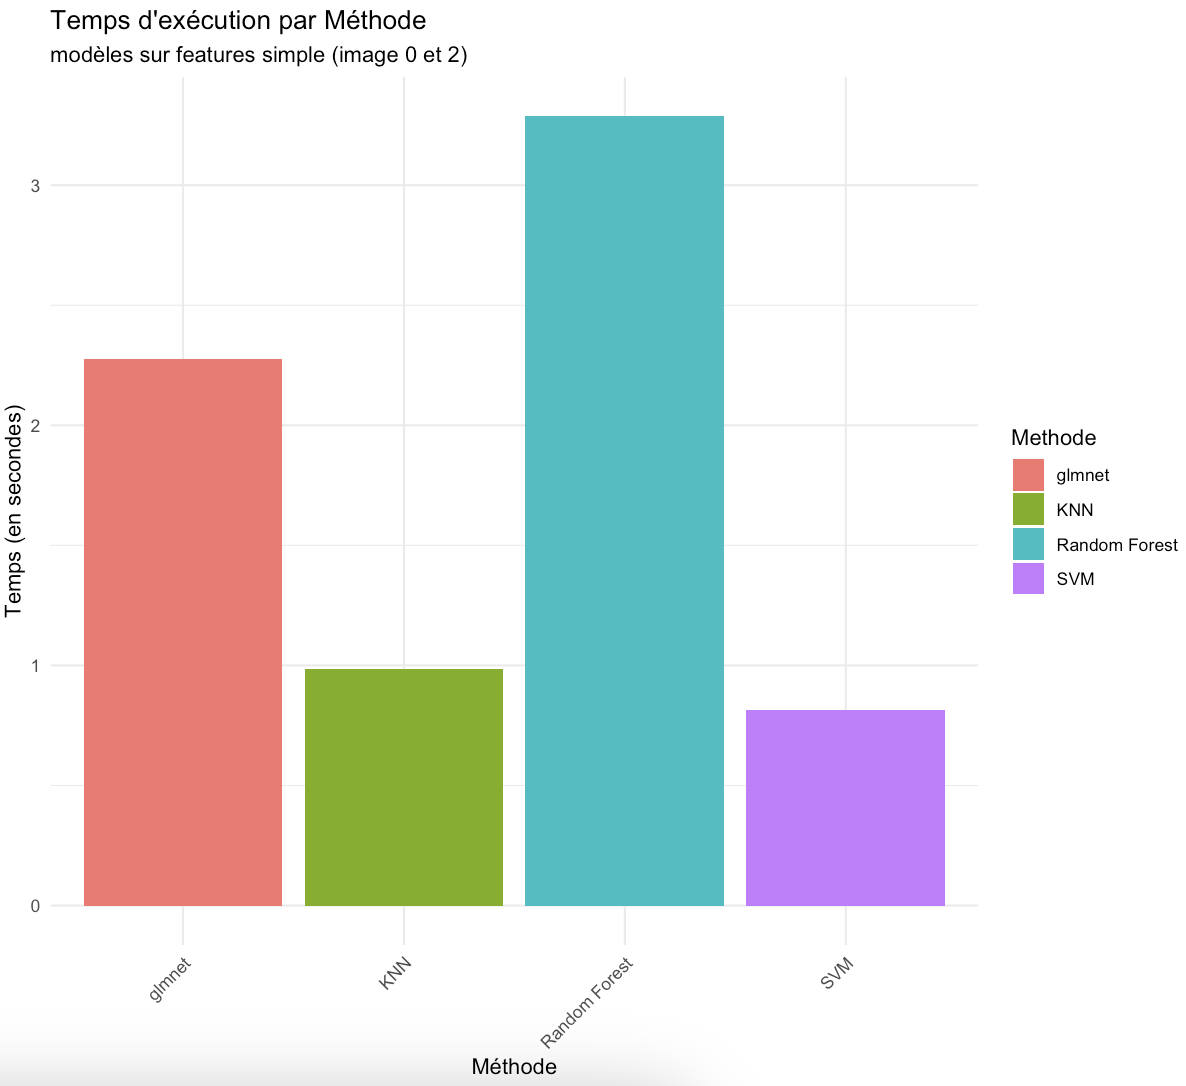 Temps d'exécution par Méthode
modèles sur features simple (image 0 et 2)
Temps (en secondes)
3
2
1
0
glmnet
KNN
Random Forest
SVM
Méthode
Methode
glmnet
KNN
Random Forest
SVM